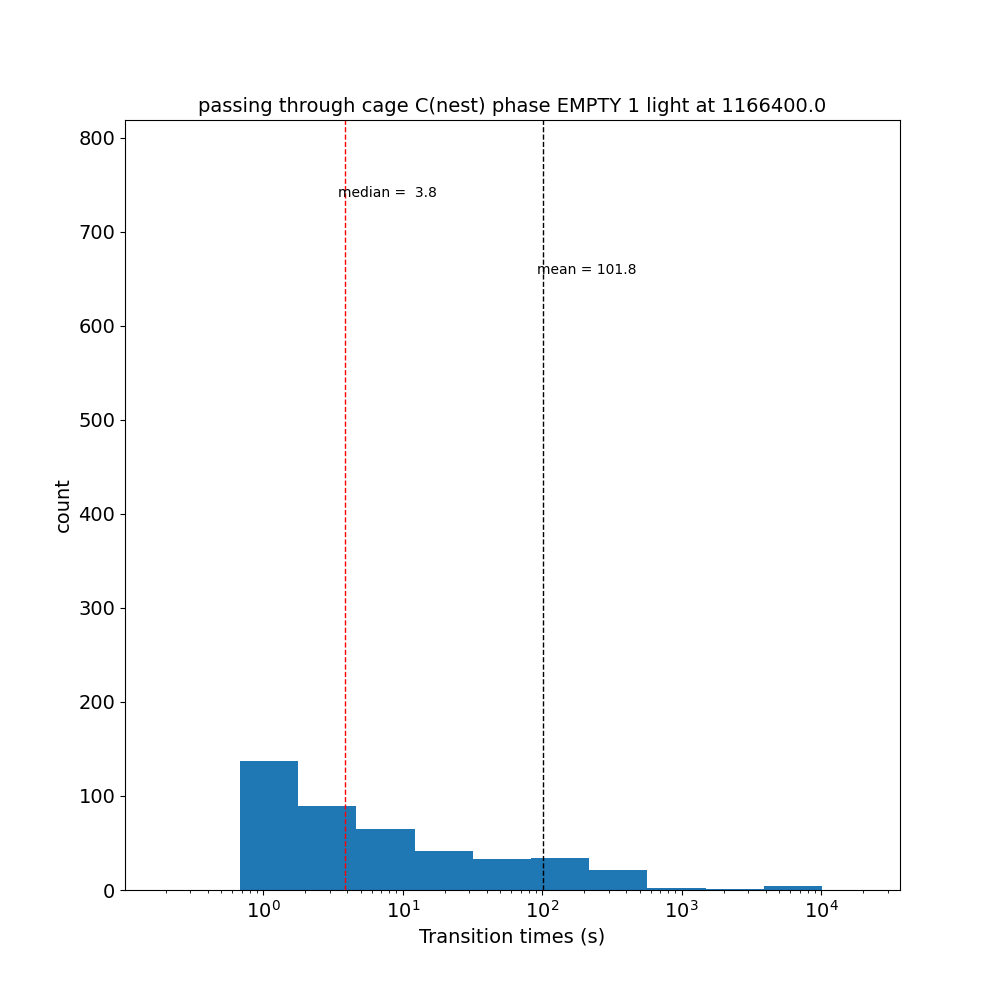 passing through cage C(nest) phase EMPTY 1 light at 1166400.0
800
median =  3.8
700
mean = 101.8
600
500
count
400
300
200
100
0
10^0 10^1 10^2 10^3 10^4
Transition times (s)